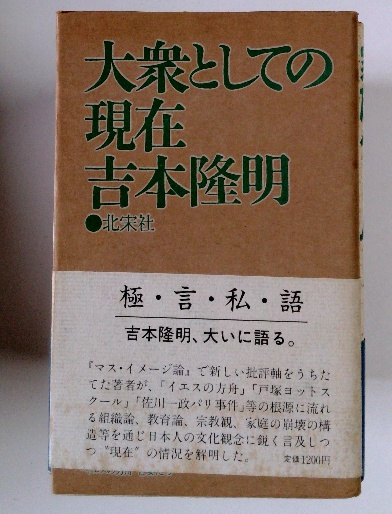 大衆としての
現在
吉本隆明
●北宋社
極・言・私・語
吉本隆明、大いに語る。
『マス・イメージ論』で新しい批評軸をうちた
てた著者が、「イエスの方舟」「戸塚ヨットス
クール」「佐川一政パリ事件」等の根源に流れ
る組織論、教育論、宗教観、家庭の崩壊の構
造等を通じ日本人の文化観念に鋭く言及しつ
つ〝現在〟の情況を解明した。
定価1200円